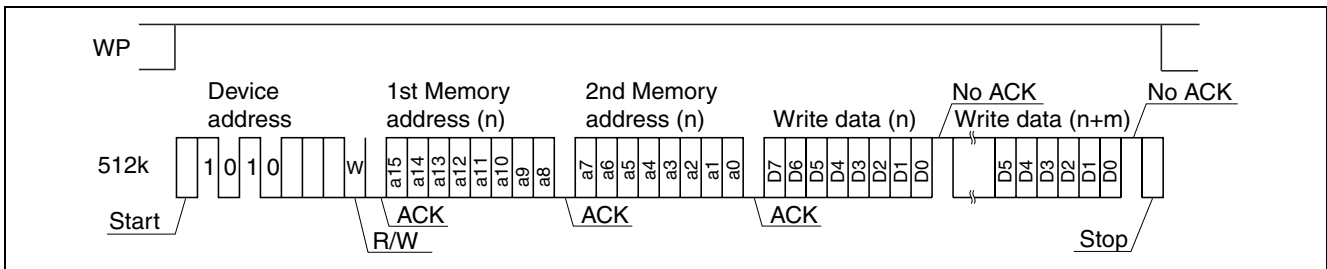 WP
Device
address
1st Memory
address (n)
2nd Memory
address (n)
Write data (n)
No ACK
Write data (n+m)
No ACK
512k
1 0 1 0 W a15 a14 a13 a12 a11 a10 a9 a8 a7 a6 a5 a4 a3 a2 a1 a0 D7 D6 D5 D4 D3 D2 D1 D0 D5 D4 D3 D2 D1 D0
Start
R/W
ACK
ACK
ACK
Stop